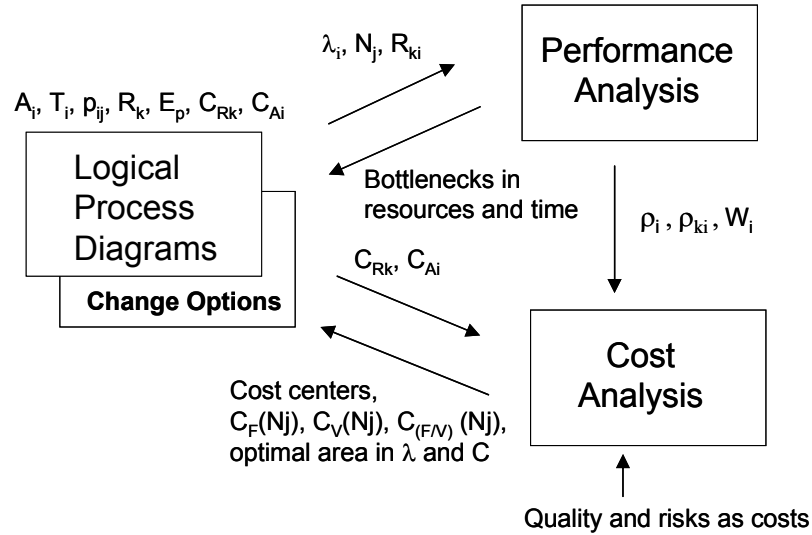 λi, Nj, Rki
Performance
Analysis
Ai, Ti, pij, Rk, Ep, CRk, CAi
Logical
Process
Diagrams
Change Options
Bottlenecks in
resources and time
ρi , ρki, Wi
CRk, CAi
Cost
Analysis
Cost centers,
CF(Nj), CV(Nj), C(F/V) (Nj),
optimal area in λ and C
Quality and risks as costs